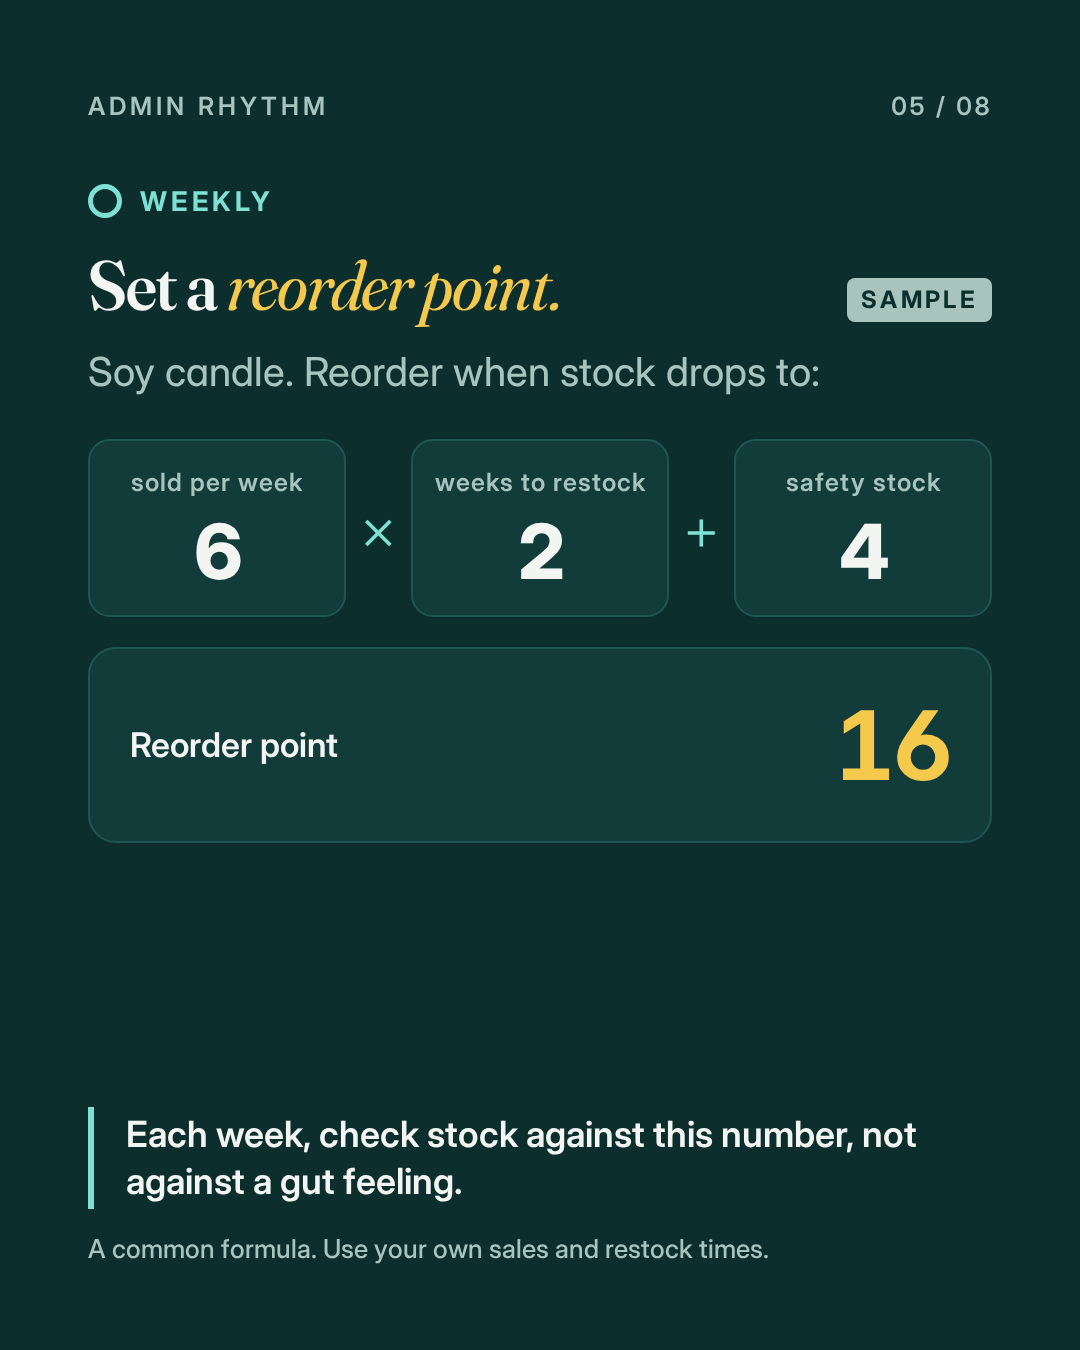 ADMIN RHYTHM
05 / 08
WEEKLY
Set a reorder point.
SAMPLE
Soy candle. Reorder when stock drops to:
sold per week
6
×
weeks to restock
2
+
safety stock
4
Reorder point
16
Each week, check stock against this number, not
against a gut feeling.
A common formula. Use your own sales and restock times.